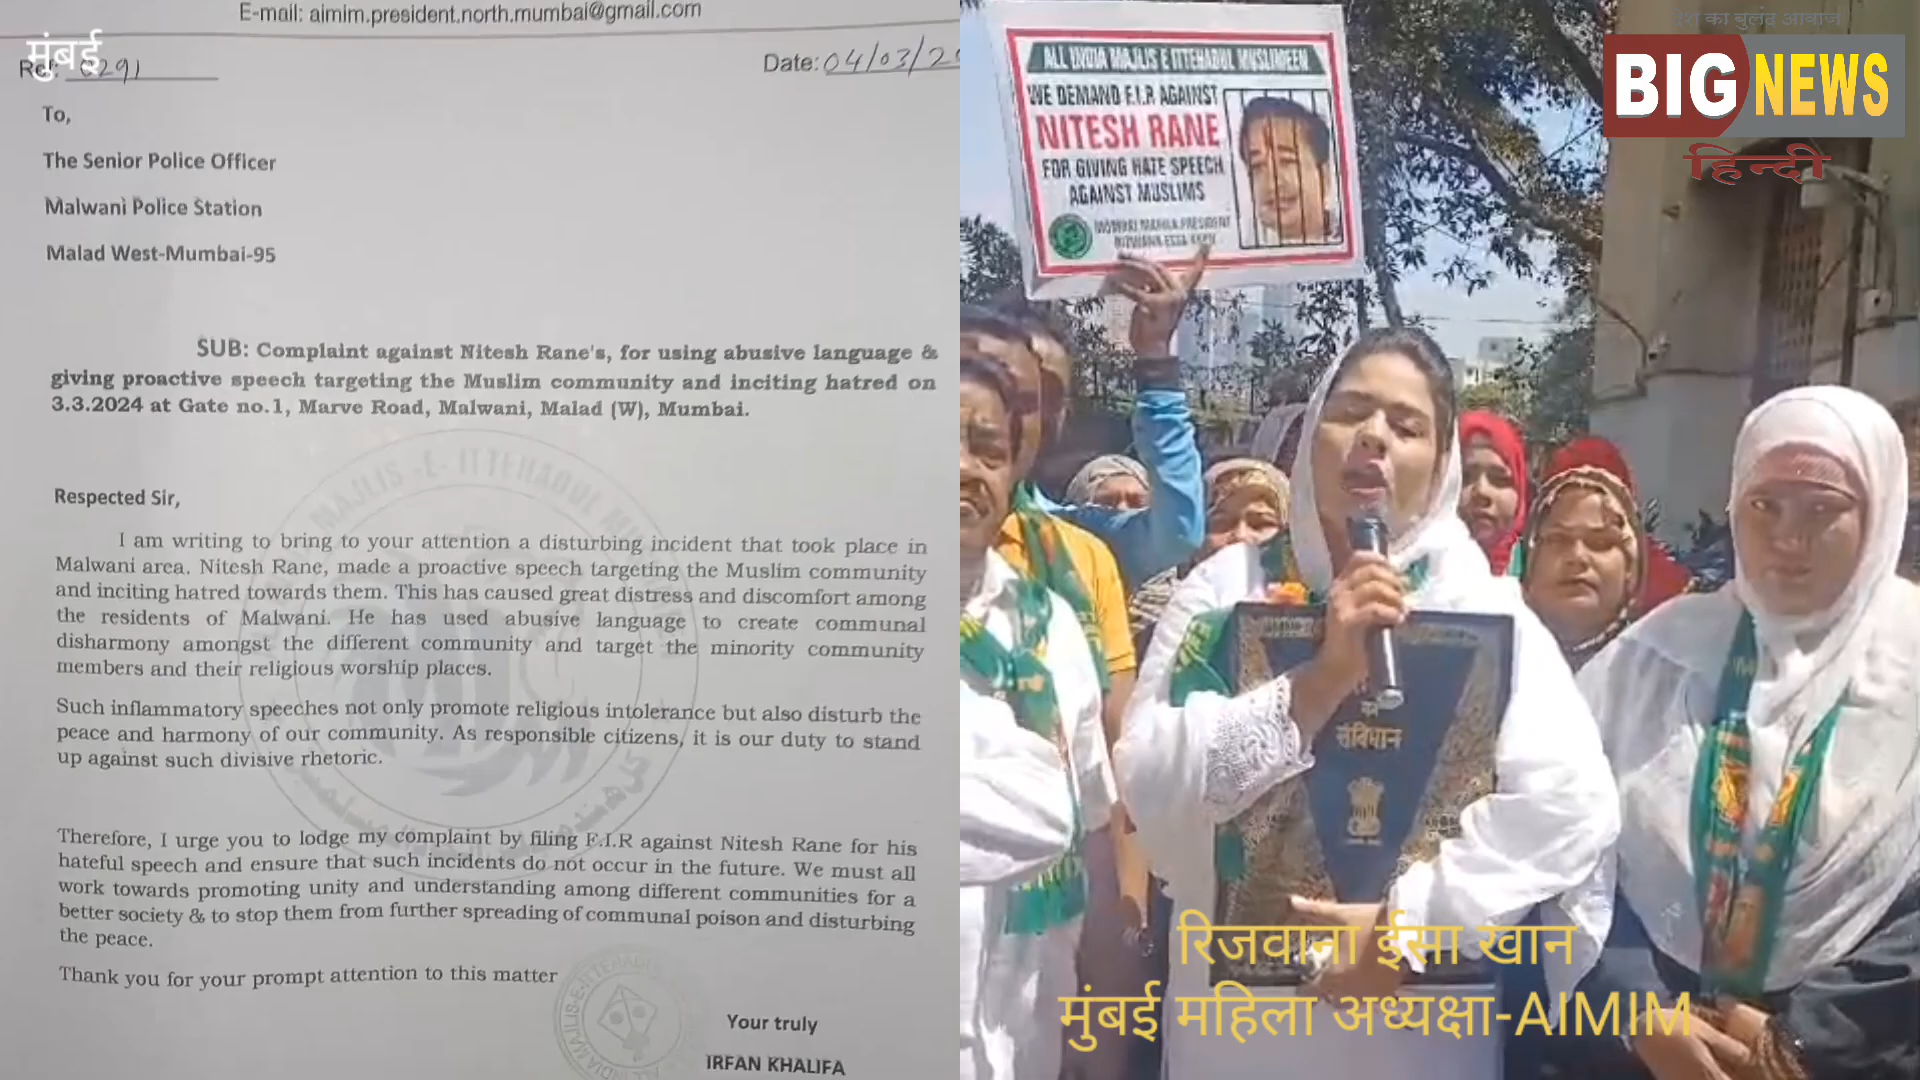 E-mail: aimim.president.north.mumbai@gmail.com
मुंबई
Date: 04/03/2
To,
The Senior Police Officer
Malwani Police Station
Malad West-Mumbai-95
SUB: Complaint against Nitesh Rane's, for using abusive language &
giving proactive speech targeting the Muslim community and inciting hatred on
3.3.2024 at Gate no.1, Marve Road, Malwani, Malad (W), Mumbai.
Respected Sir,
I am writing to bring to your attention a disturbing incident that took place in
Malwani area. Nitesh Rane, made a proactive speech targeting the Muslim community
and inciting hatred towards them. This has caused great distress and discomfort among
the residents of Malwani. He has used abusive language to create communal
disharmony amongst the different community and target the minority community
members and their religious worship places.
Such inflammatory speeches not only promote religious intolerance but also disturb the
peace and harmony of our community. As responsible citizens, it is our duty to stand
up against such divisive rhetoric.
Therefore, I urge you to lodge my complaint by filing F.I.R against Nitesh Rane for his
hateful speech and ensure that such incidents do not occur in the future. We must all
work towards promoting unity and understanding among different communities for a
better society & to stop them from further spreading of communal poison and disturbing
the peace.
Thank you for your prompt attention to this matter
Your truly
IRFAN KHALIFA
ALL INDIA MAJLIS E ITTEHADUL MUSLIMEEN
WE DEMAND F.I.R AGAINST
NITESH RANE
FOR GIVING HATE SPEECH
AGAINST MUSLIMS
MUMBAI MAHILA PRESIDENT
RIZWANA ESSA KHAN
देश का बुलंद आवाज
BIG NEWS
हिन्दी
संविधान
रिजवाना ईसा खान
मुंबई महिला अध्यक्षा-AIMIM